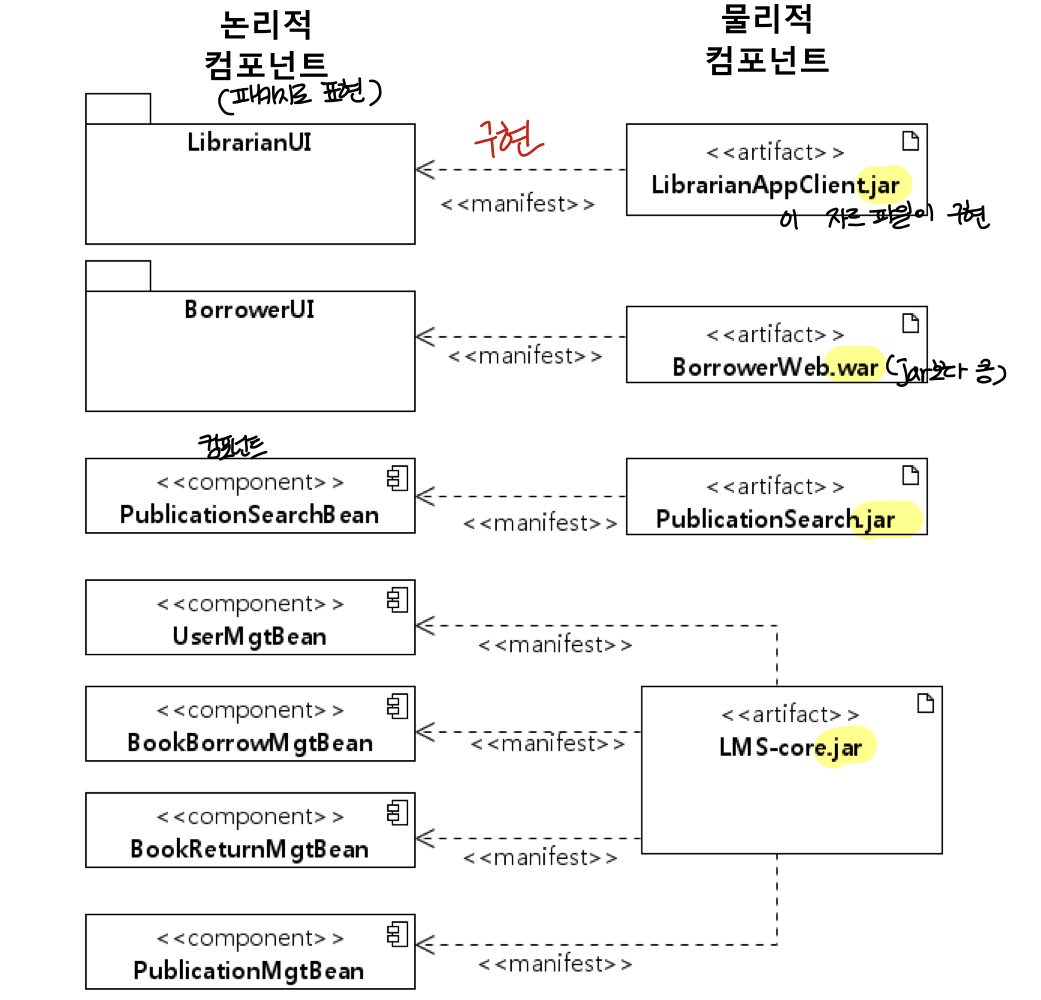 논리적
컴포넌트
(패키지로 표현)
물리적
컴포넌트
LibrarianUI
구현
<<manifest>>
<<artifact>>
LibrarianAppClient.jar
이 자르 파일이 구현
BorrowerUI
<<manifest>>
<<artifact>>
BorrowerWeb.war
(jar보다 큼)
컴포넌트
<<component>>
PublicationSearchBean
<<manifest>>
<<artifact>>
PublicationSearch.jar
<<component>>
UserMgtBean
<<manifest>>
<<component>>
BookBorrowMgtBean
<<manifest>>
<<artifact>>
LMS-core.jar
<<component>>
BookReturnMgtBean
<<manifest>>
<<component>>
PublicationMgtBean
<<manifest>>